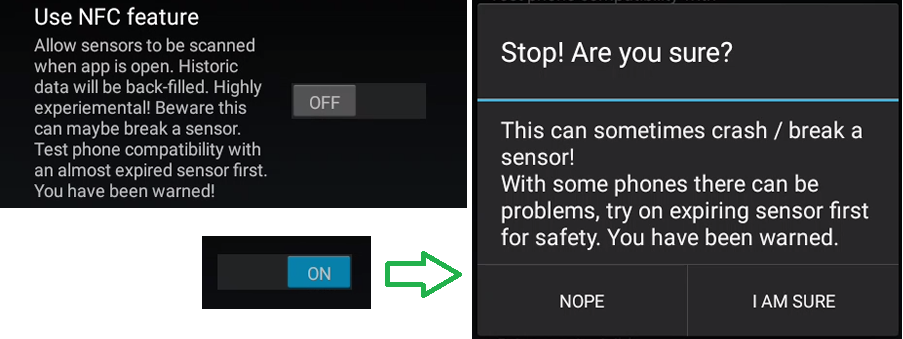 Use NFC feature
Allow sensors to be scanned
when app is open. Historic
data will be back-filled. Highly
experiemental! Beware this
can maybe break a sensor.
Test phone compatibility with
an almost expired sensor first.
You have been warned!
OFF
ON
Stop! Are you sure?
This can sometimes crash / break a
sensor!
With some phones there can be
problems, try on expiring sensor first
for safety. You have been warned.
NOPE
I AM SURE